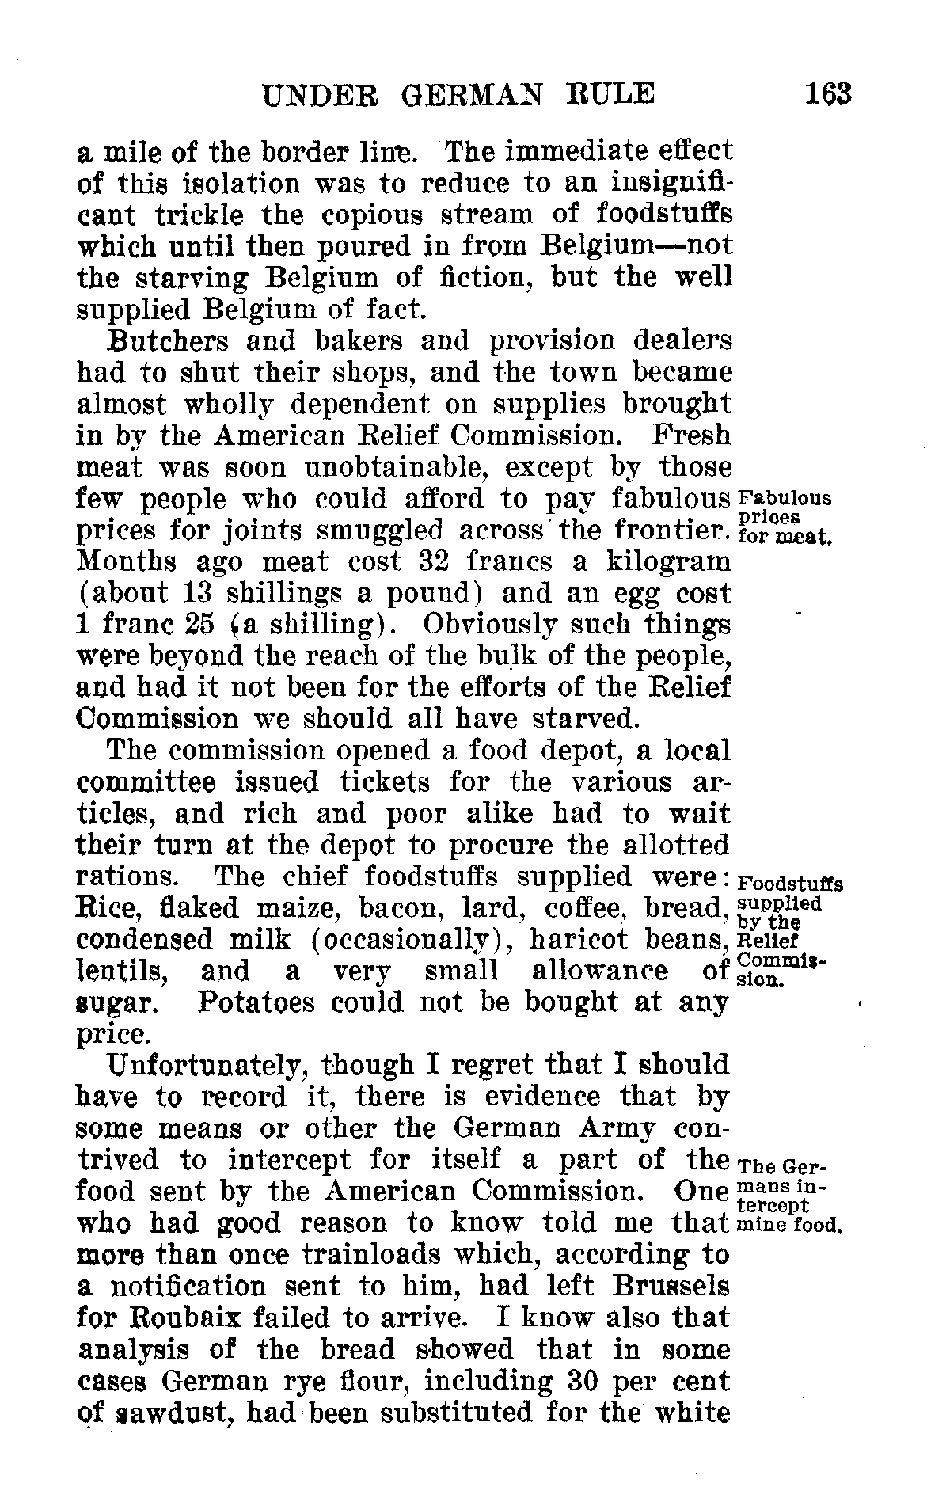 UNDER GERMAN RULE 163
a mile of the border line. The immediate effect
of this isolation was to reduce to an insignifi-
cant trickle the copious stream of foodstuffs
which until then poured in from Belgium—not
the starving Belgium of fiction, but the well
supplied Belgium of fact.
Butchers and bakers and provision dealers
had to shut their shops, and the town became
almost wholly dependent on supplies brought
in by the American Relief Commission. Fresh
meat was soon unobtainable, except by those
few people who could afford to pay fabulous
prices for joints smuggled across the frontier.
Fabulous
prices
for meat.
Months ago meat cost 32 francs a kilogram
(about 13 shillings a pound) and an egg cost
1 franc 25 (a shilling). Obviously such things
were beyond the reach of the bulk of the people,
and had it not been for the efforts of the Relief
Commission we should all have starved.
The commission opened a food depot, a local
committee issued tickets for the various ar-
ticles, and rich and poor alike had to wait
their turn at the depot to procure the allotted
rations. The chief foodstuffs supplied were:
Rice, flaked maize, bacon, lard, coffee, bread,
condensed milk (occasionally), haricot beans,
lentils, and a very small allowance of
sugar. Potatoes could not be bought at any
price.
Foodstuffs
supplied
by the
Relief
Commis-
sion.
Unfortunately, though I regret that I should
have to record it, there is evidence that by
some means or other the German Army con-
trived to intercept for itself a part of the
food sent by the American Commission. One
who had good reason to know told me that
The Ger-
mans in-
tercept
mine food.
more than once trainloads which, according to
a notification sent to him, had left Brussels
for Roubaix failed to arrive. I know also that
analysis of the bread showed that in some
cases German rye flour, including 30 per cent
of sawdust, had been substituted for the white